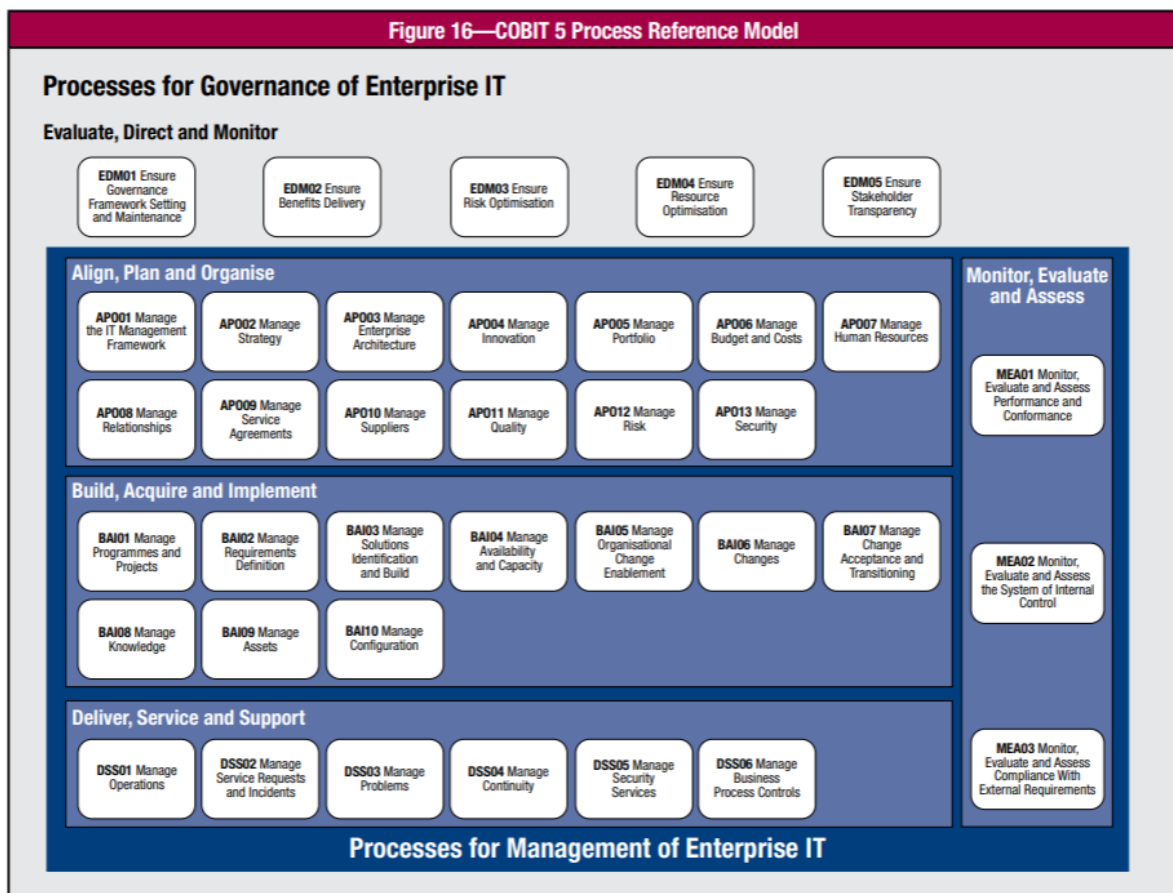 Figure 16—COBIT 5 Process Reference Model
Processes for Governance of Enterprise IT
Evaluate, Direct and Monitor
EDM01 Ensure
Governance
Framework Setting
and Maintenance
EDM02 Ensure
Benefits Delivery
EDM03 Ensure
Risk Optimisation
EDM04 Ensure
Resource
Optimisation
EDM05 Ensure
Stakeholder
Transparency
Align, Plan and Organise
APO01 Manage
the IT Management
Framework
APO02 Manage
Strategy
APO03 Manage
Enterprise
Architecture
APO04 Manage
Innovation
APO05 Manage
Portfolio
APO06 Manage
Budget and Costs
APO07 Manage
Human Resources
APO08 Manage
Relationships
APO09 Manage
Service
Agreements
APO10 Manage
Suppliers
APO11 Manage
Quality
APO12 Manage
Risk
APO13 Manage
Security
Build, Acquire and Implement
BAI01 Manage
Programmes and
Projects
BAI02 Manage
Requirements
Definition
BAI03 Manage
Solutions
Identification
and Build
BAI04 Manage
Availability
and Capacity
BAI05 Manage
Organisational
Change
Enablement
BAI06 Manage
Changes
BAI07 Manage
Change
Acceptance and
Transitioning
BAI08 Manage
Knowledge
BAI09 Manage
Assets
BAI10 Manage
Configuration
Deliver, Service and Support
DSS01 Manage
Operations
DSS02 Manage
Service Requests
and Incidents
DSS03 Manage
Problems
DSS04 Manage
Continuity
DSS05 Manage
Security
Services
DSS06 Manage
Business
Process Controls
Monitor, Evaluate
and Assess
MEA01 Monitor,
Evaluate and Assess
Performance and
Conformance
MEA02 Monitor,
Evaluate and Assess
the System of Internal
Control
MEA03 Monitor,
Evaluate and Assess
Compliance With
External Requirements
Processes for Management of Enterprise IT